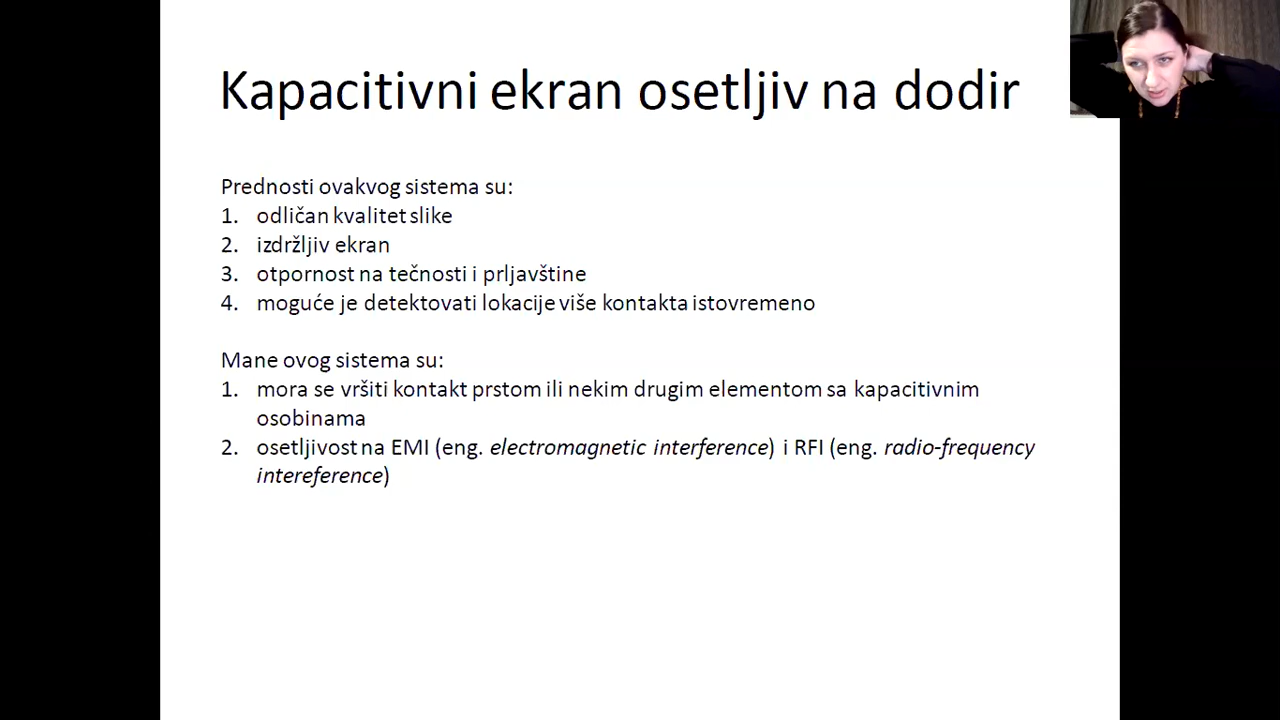 Kapacitivni ekran osetljiv na dodir
Prednosti ovakvog sistema su:
1. odličan kvalitet slike
2. izdržljiv ekran
3. otpornost na tečnosti i prljavštine
4. moguće je detektovati lokacije više kontakta istovremeno
Mane ovog sistema su:
1. mora se vršiti kontakt prstom ili nekim drugim elementom sa kapacitivnim
osobinama
2. osetljivost na EMI (eng. electromagnetic interference) i RFI (eng. radio-frequency
intereference)